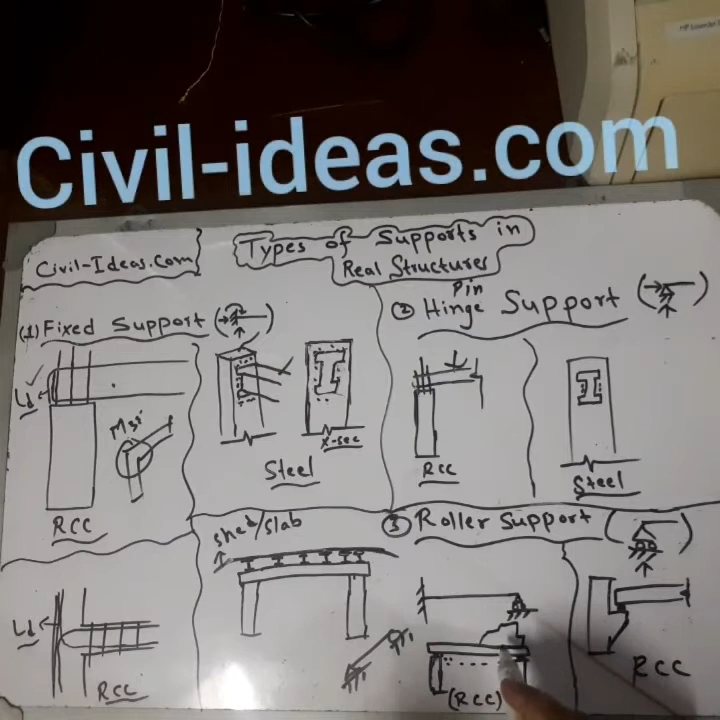 Civil-ideas.com
Civil-Ideas.Com
Types of Supports in
Real Structures
(1) Fixed Support
Ld
RCC
Steel
X-sec
② Hinge Support
Pin
RCC
Steel
Ld
RCC
Shed/slab
③ Roller Support
(RCC)
RCC